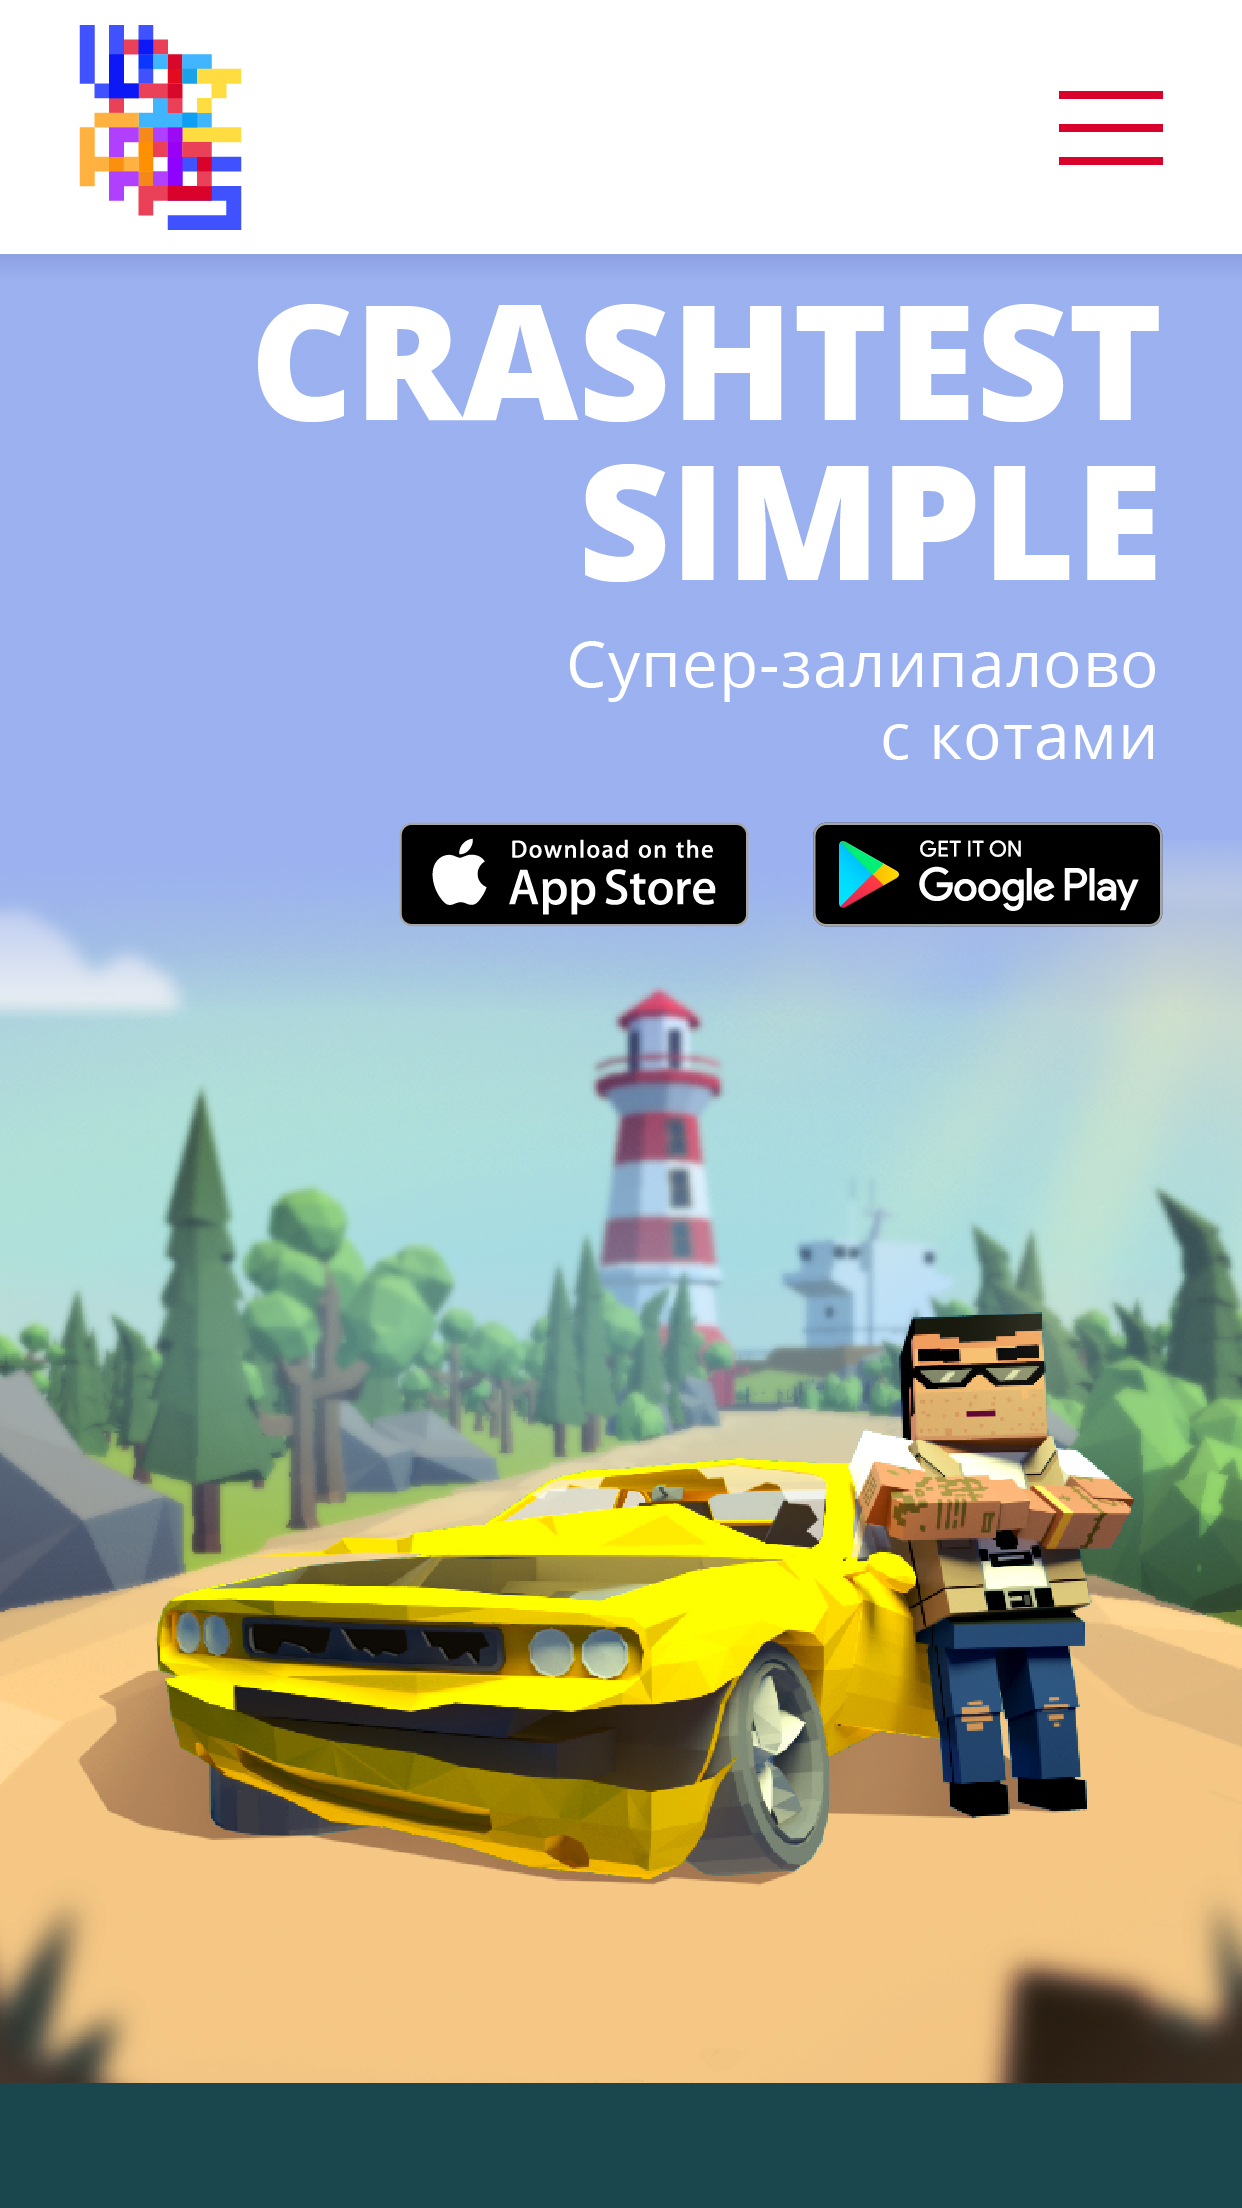 CRASHTEST
SIMPLE
Супер-залипалово
с котами
Download on the
App Store
GET IT ON
Google Play